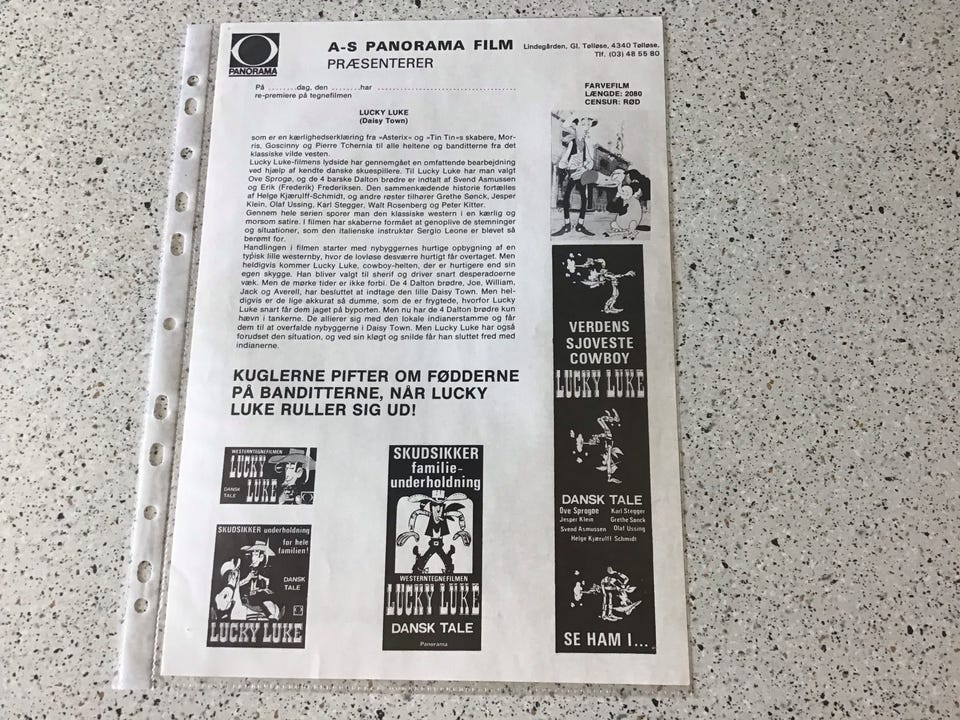 PANORAMA
A-S PANORAMA FILM
PRÆSENTERER
Lindegården, Gl. Tølløse, 4340 Tølløse,
Tlf. (03) 48 55 80
På ........dag, den ........har ........................................
re-premiere på tegnefilmen
FARVEFILM
LÆNGDE: 2080
CENSUR: RØD
LUCKY LUKE
(Daisy Town)
som er en kærlighedserklæring fra »Asterix« og »Tin Tin«s skabere, Mor-
ris, Goscinny og Pierre Tchernia til alle heltene og banditterne fra det
klassiske vilde vesten.
Lucky Luke-filmens lydside har gennemgået en omfattende bearbejdning
ved hjælp af kendte danske skuespillere. Til Lucky Luke har man valgt
Ove Sprogø, og de 4 barske Dalton brødre er indtalt af Svend Asmussen
og Erik (Frederik) Frederiksen. Den sammenkædende historie fortælles
af Helge Kjærulff-Schmidt, og andre røster tilhører Grethe Sønck, Jesper
Klein, Olaf Ussing, Karl Stegger, Walt Rosenberg og Peter Kitter.
Gennem hele serien sporer man den klassiske western i en kærlig og
morsom satire. I filmen har skaberne formået at genoplive de stemninger
og situationer, som den italienske instruktør Sergio Leone er blevet så
berømt for.
Handlingen i filmen starter med nybyggernes hurtige opbygning af en
typisk lille westernby, hvor de lovløse desværre hurtigt får overtaget. Men
heldigvis kommer Lucky Luke, cowboy-helten, der er hurtigere end sin
egen skygge. Han bliver valgt til sherif og driver snart desperadoerne
væk. Men de mørke tider er ikke forbi. De 4 Dalton brødre, Joe, William,
Jack og Averell, har besluttet at indtage den lille Daisy Town. Men hel-
digvis er de lige akkurat så dumme, som de er frygtede, hvorfor Lucky
Luke snart får dem jaget på byporten. Men nu har de 4 Dalton brødre kun
hævn i tankerne. De allierer sig med den lokale indianerstamme og får
dem til at overfalde nybyggerne i Daisy Town. Men Lucky Luke har også
forudset den situation, og ved sin kløgt og snilde får han sluttet fred med
indianerne.
KUGLERNE PIFTER OM FØDDERNE
PÅ BANDITTERNE, NÅR LUCKY
LUKE RULLER SIG UD!
WESTERNTEGNEFILMEN
LUCKY
LUKE
DANSK
TALE
SKUDSIKKER underholdning
for hele
familien!
DANSK
TALE
LUCKY LUKE
SKUDSIKKER
familie-
underholdning
WESTERNTEGNEFILMEN
LUCKY LUKE
DANSK TALE
Panorama
VERDENS
SJOVESTE
COWBOY
LUCKY LUKE
DANSK TALE
Ove Sprogøe Karl Stegger
Jesper Klein Grethe Sønck
Svend Asmussen Olaf Ussing
Helge Kjærulff Schmidt
SE HAM I...